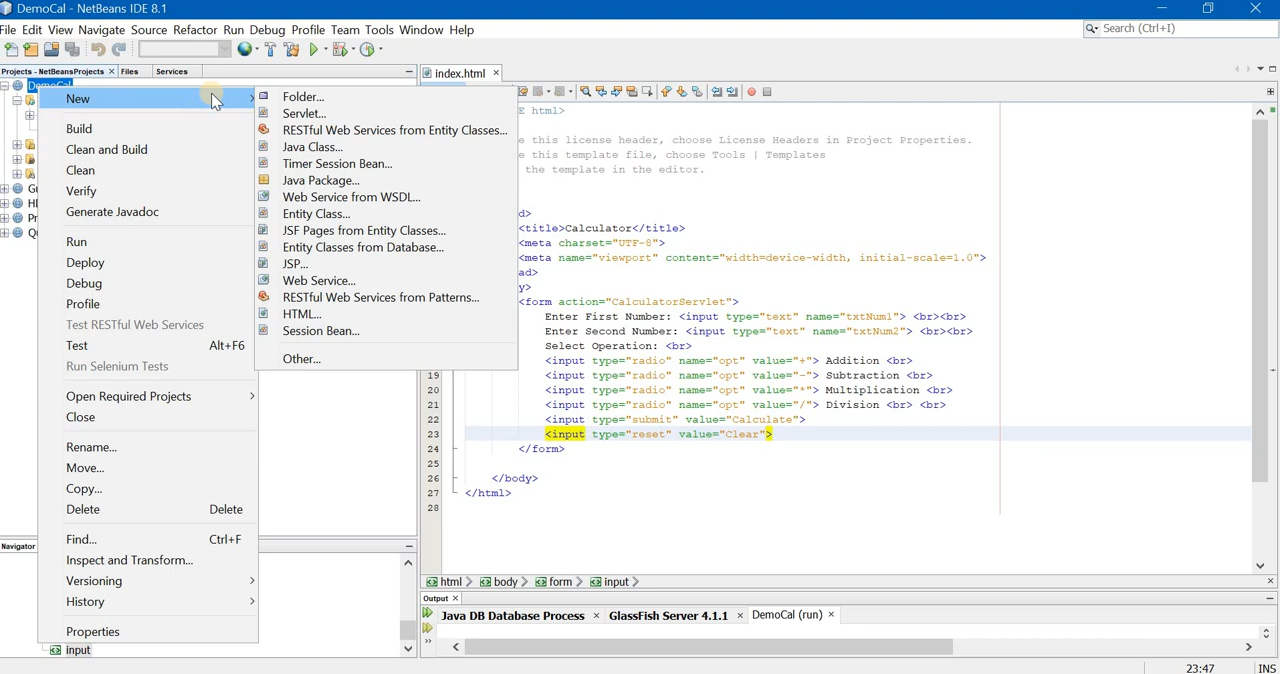 DemoCal - NetBeans IDE 8.1
File Edit View Navigate Source Refactor Run Debug Profile Team Tools Window Help
Search (Ctrl+I)
Projects - NetBeansProjects
Files
Services
index.html
DemoCal
New
Build
Clean and Build
Clean
Verify
Generate Javadoc
Run
Deploy
Debug
Profile
Test RESTful Web Services
Test Alt+F6
Run Selenium Tests
Open Required Projects
Close
Rename...
Move...
Copy...
Delete Delete
Find... Ctrl+F
Inspect and Transform...
Versioning
History
Properties
Folder...
Servlet...
RESTful Web Services from Entity Classes...
Java Class...
Timer Session Bean...
Java Package...
Web Service from WSDL...
Entity Class...
JSF Pages from Entity Classes...
Entity Classes from Database...
JSP...
Web Service...
RESTful Web Services from Patterns...
HTML...
Session Bean...
Other...
E html>
e this license header, choose License Headers in Project Properties.
e this template file, choose Tools | Templates
the template in the editor.
d>
<title>Calculator</title>
<meta charset="UTF-8">
<meta name="viewport" content="width=device-width, initial-scale=1.0">
ad>
y>
<form action="CalculatorServlet">
Enter First Number: <input type="text" name="txtNum1"> <br><br>
Enter Second Number: <input type="text" name="txtNum2"> <br><br>
Select Operation: <br>
<input type="radio" name="opt" value="+"> Addition <br>
19 <input type="radio" name="opt" value="-"> Subtraction <br>
20 <input type="radio" name="opt" value="*"> Multiplication <br>
21 <input type="radio" name="opt" value="/"> Division <br> <br>
22 <input type="submit" value="Calculate">
23 <input type="reset" value="Clear">
24 </form>
25
26 </body>
27 </html>
28
Navigator
input
html body form input
Output
Java DB Database Process
GlassFish Server 4.1.1
DemoCal (run)
23:47 INS